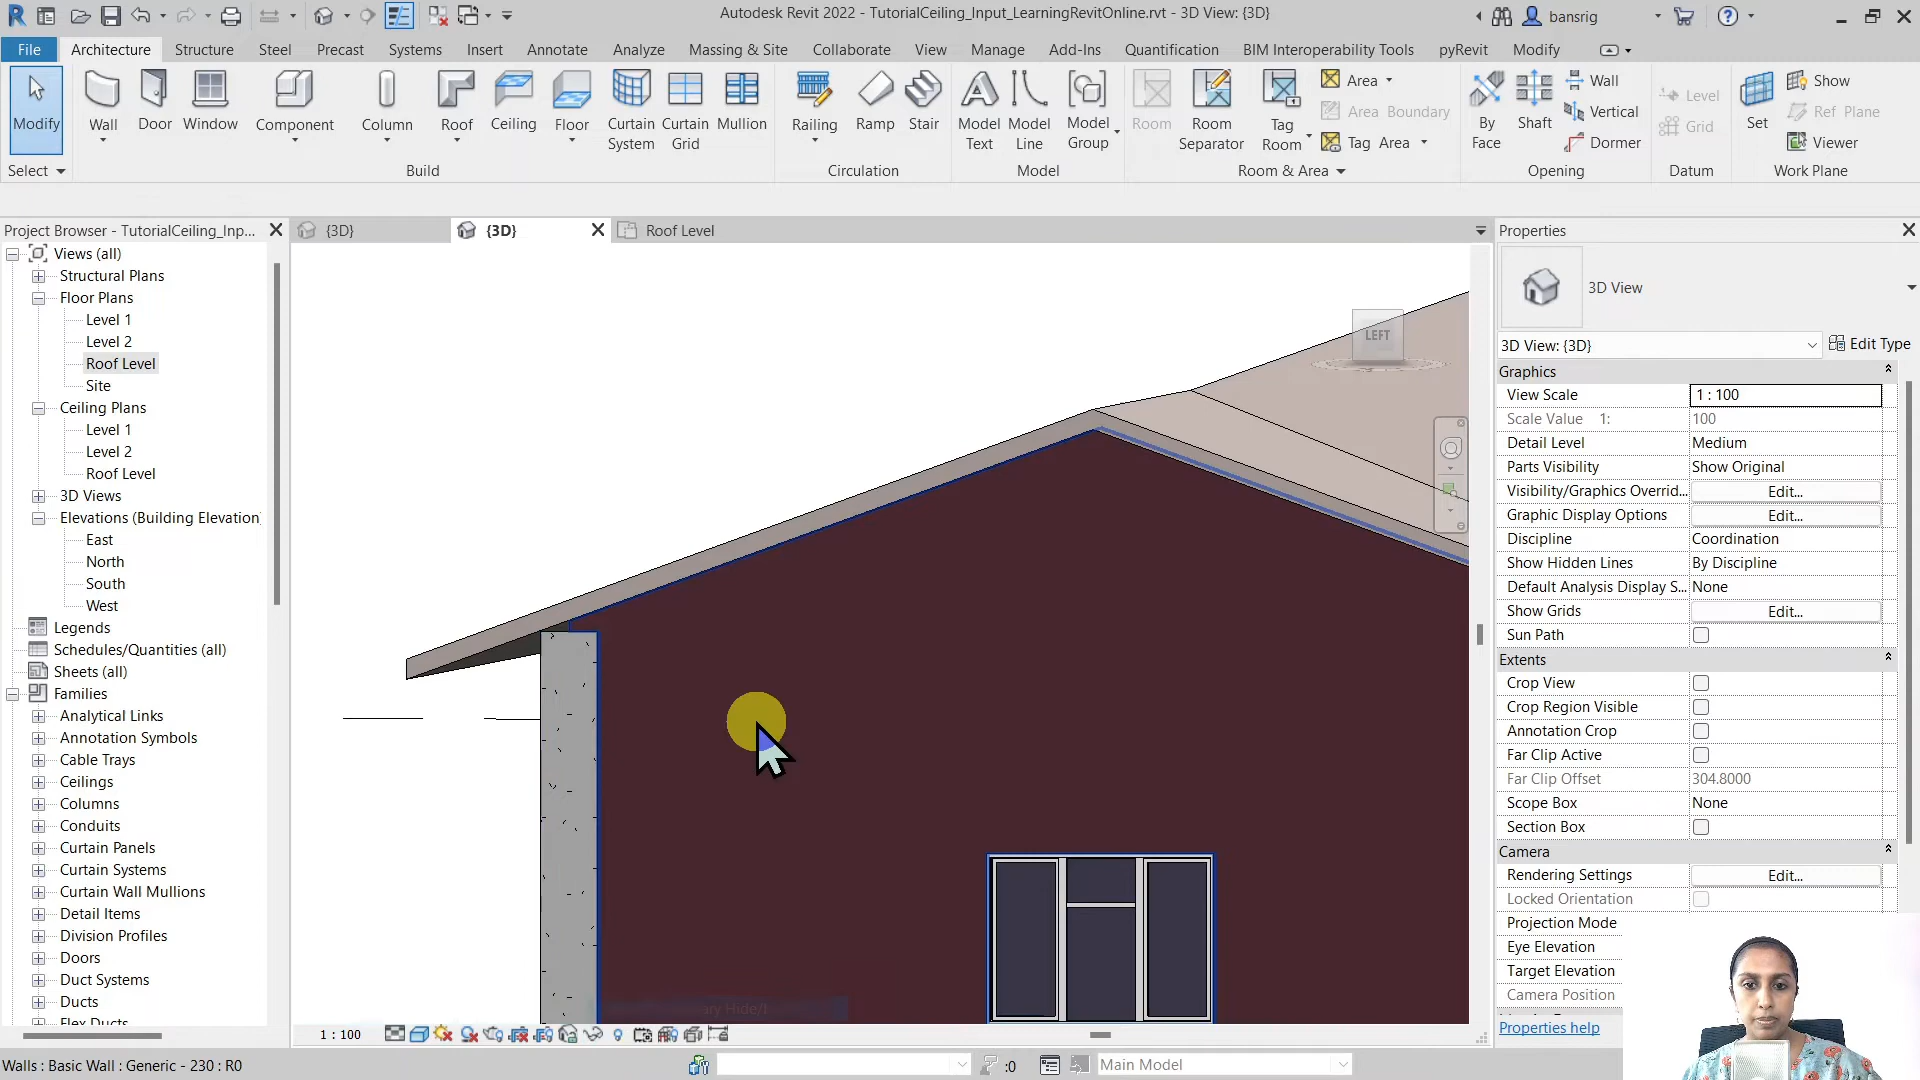 Autodesk Revit 2022 - TutorialCeiling_Input_LearningRevitOnline.rvt - 3D View: {3D}
bansrig
File Architecture Structure Steel Precast Systems Insert Annotate Analyze Massing & Site Collaborate View Manage Add-Ins Quantification BIM Interoperability Tools pyRevit Modify
Modify Wall Door Window Component Column Roof Ceiling Floor Curtain System Curtain Grid Mullion Railing Ramp Stair Model Text Model Line Model Group Room Room Separator Tag Room Area Area Boundary Tag Area By Face Shaft Wall Vertical Dormer Level Grid Set Show Ref Plane Viewer
Select Build Circulation Model Room & Area Opening Datum Work Plane
Project Browser - TutorialCeiling_Inp...
{3D} {3D} Roof Level
Views (all)
Structural Plans
Floor Plans
Level 1
Level 2
Roof Level
Site
Ceiling Plans
Level 1
Level 2
Roof Level
3D Views
Elevations (Building Elevation)
East
North
South
West
Legends
Schedules/Quantities (all)
Sheets (all)
Families
Analytical Links
Annotation Symbols
Cable Trays
Ceilings
Columns
Conduits
Curtain Panels
Curtain Systems
Curtain Wall Mullions
Detail Items
Division Profiles
Doors
Duct Systems
Ducts
Flex Ducts
LEFT
Properties
3D View
3D View: {3D} Edit Type
Graphics
View Scale 1 : 100
Scale Value 1: 100
Detail Level Medium
Parts Visibility Show Original
Visibility/Graphics Overrid... Edit...
Graphic Display Options Edit...
Discipline Coordination
Show Hidden Lines By Discipline
Default Analysis Display S... None
Show Grids Edit...
Sun Path
Extents
Crop View
Crop Region Visible
Annotation Crop
Far Clip Active
Far Clip Offset 304.8000
Scope Box None
Section Box
Camera
Rendering Settings Edit...
Locked Orientation
Projection Mode
Eye Elevation
Target Elevation
Camera Position
Properties help
1 : 100
Walls : Basic Wall : Generic - 230 : R0
:0
Main Model